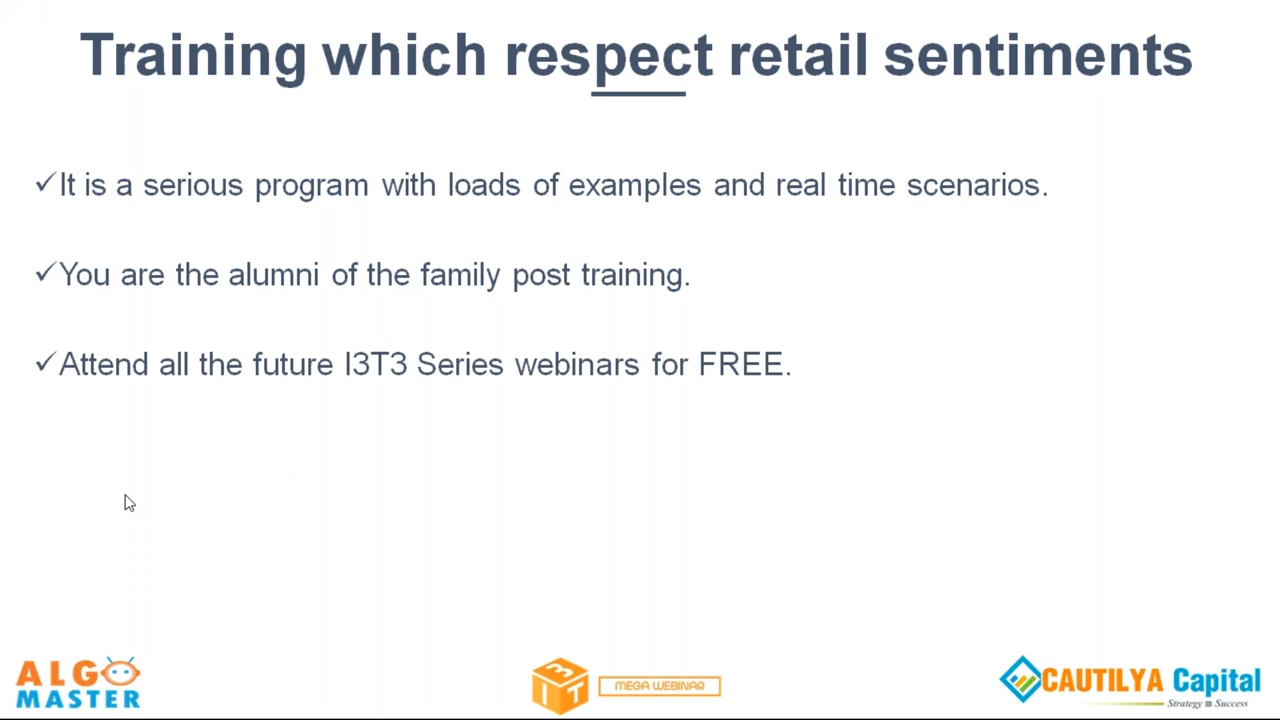 Training which respect retail sentiments
✓It is a serious program with loads of examples and real time scenarios.
✓You are the alumni of the family post training.
✓Attend all the future I3T3 Series webinars for FREE.
ALGO
MASTER
3
IT
MEGA WEBINAR
CAUTILYA Capital
Strategy = Success